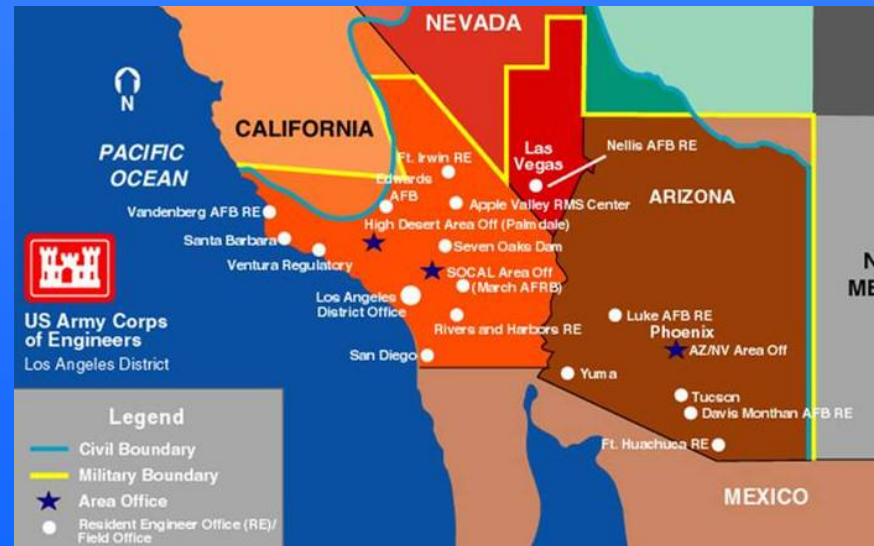 NEVADA
N
CALIFORNIA
PACIFIC
OCEAN
Ft. Irwin RE
Edwards
AFB
Las
Vegas
Nellis AFB RE
ARIZONA
Vandenberg AFB RE
Apple Valley RMS Center
High Desert Area Off (Palmdale)
Santa Barbara
Seven Oaks Dam
Ventura Regulatory
SOCAL Area Off
(March AFRB)
N
ME
Los Angeles
District Office
Rivers and Harbors RE
Luke AFB RE
Phoenix
AZ/NV Area Off
San Diego
Yuma
Tucson
Davis Monthan AFB RE
Ft. Huachuca RE
MEXICO
US Army Corps
of Engineers
Los Angeles District
Legend
Civil Boundary
Military Boundary
Area Office
Resident Engineer Office (RE)/
Field Office